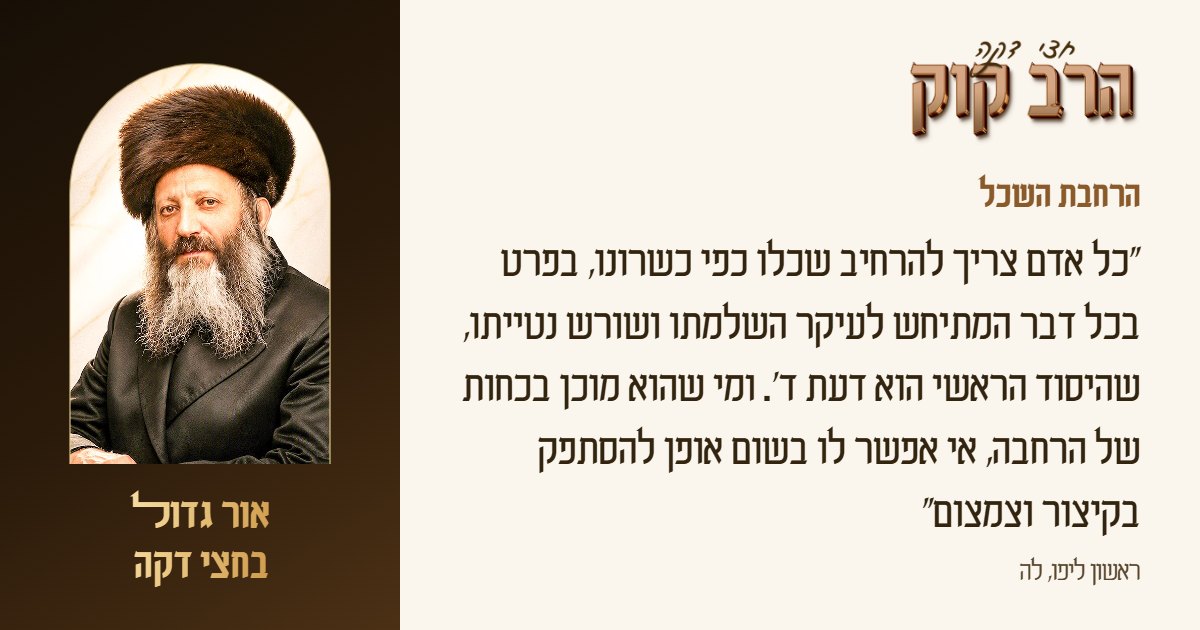 חצי דקה
הרב קוק
הרחבת השכל
"כל אדם צריך להרחיב שכלו כפי כשרונו, בפרט
בכל דבר המתיחש לעיקר השלמתו ושורש נטייתו,
שהיסוד הראשי הוא דעת ד'. ומי שהוא מוכן בכחות
של הרחבה, אי אפשר לו בשום אופן להסתפק
בקיצור וצמצום"
ראשון ליפו, לה
אור גדול
בחצי דקה